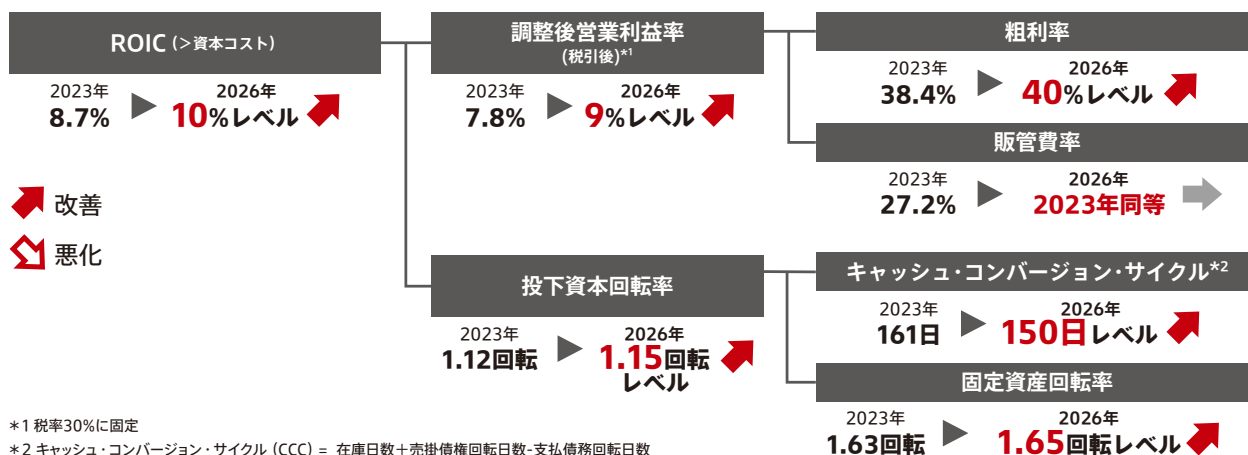 ROIC (>資本コスト)
2023年
8.7%
2026年
10%レベル
改善
悪化
調整後営業利益率
(税引後)*1
2023年
7.8%
2026年
9%レベル
投下資本回転率
2023年
1.12回転
2026年
1.15回転
レベル
粗利率
2023年
38.4%
2026年
40%レベル
販管費率
2023年
27.2%
2026年
2023年同等
キャッシュ・コンバージョン・サイクル*2
2023年
161日
2026年
150日レベル
固定資産回転率
2023年
1.63回転
2026年
1.65回転レベル
*1 税率30%に固定
*2 キャッシュ・コンバージョン・サイクル (CCC) = 在庫日数+売掛債権回転日数-支払債務回転日数